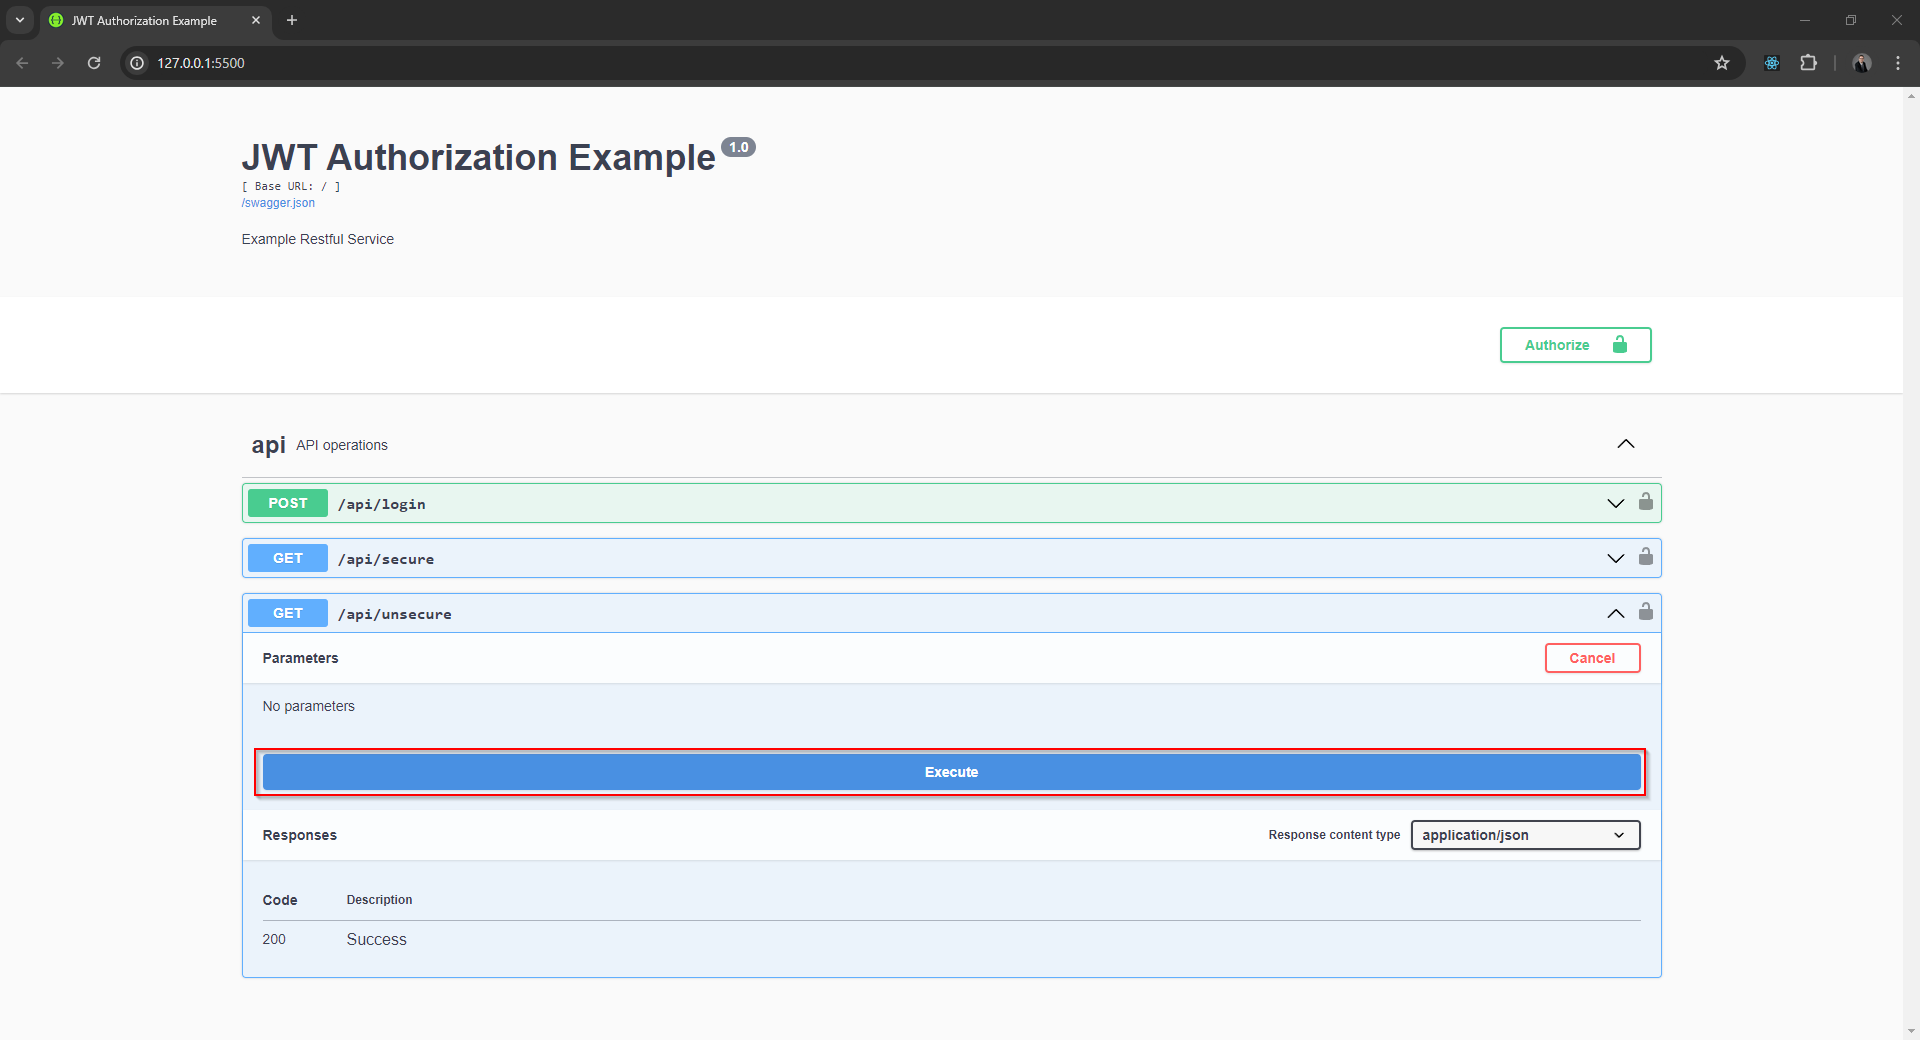 JWT Authorization Example
127.0.0.1:5500
JWT Authorization Example 1.0
[ Base URL: / ]
/swagger.json
Example Restful Service
Authorize
api API operations
POST /api/login
GET /api/secure
GET /api/unsecure
Parameters Cancel
No parameters
Execute
Responses Response content type application/json
Code Description
200 Success